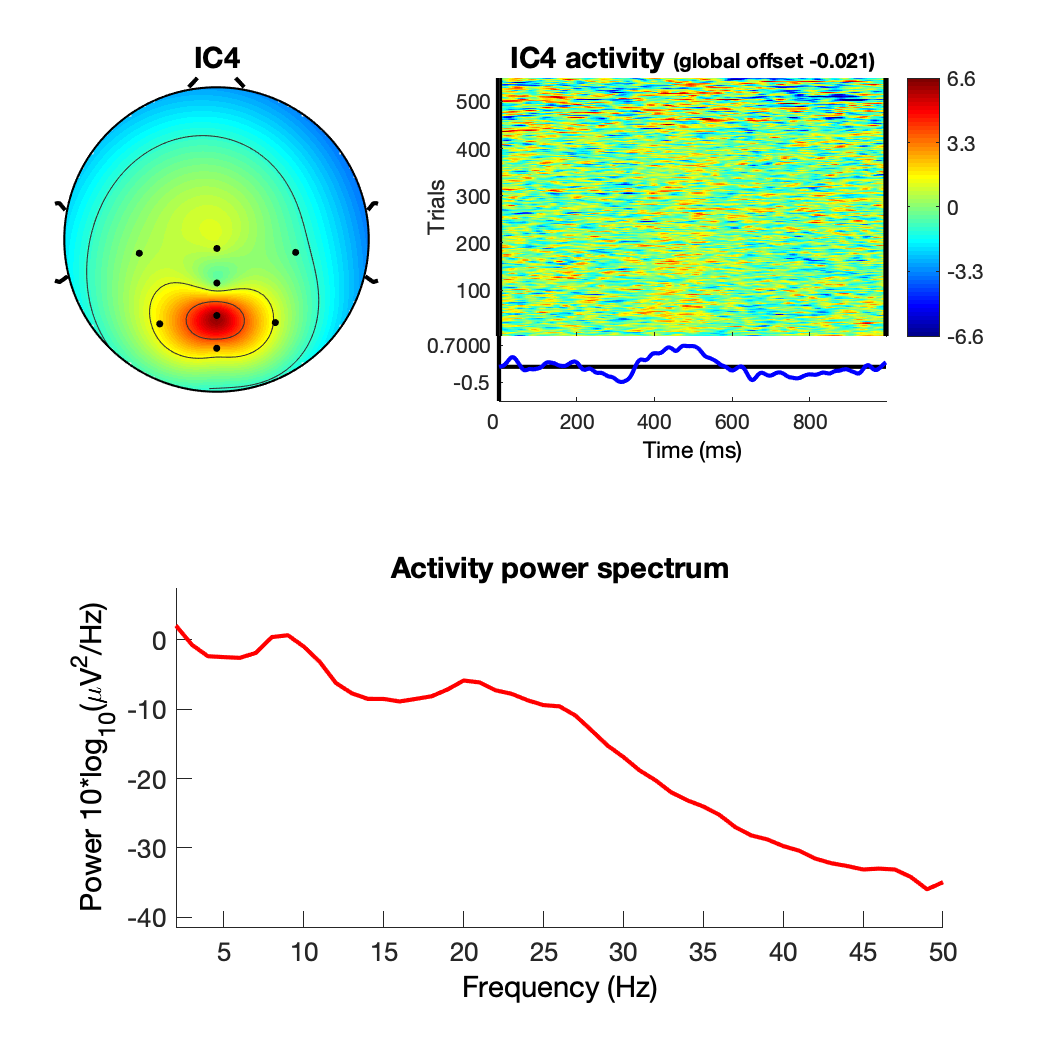 IC4
IC4 activity (global offset -0.021)
Trials
500
400
300
200
100
6.6
3.3
0
-3.3
-6.6
0.7000
-0.5
0 200 400 600 800
Time (ms)
Activity power spectrum
Power 10*log10(μV2/Hz)
0
-10
-20
-30
-40
5 10 15 20 25 30 35 40 45 50
Frequency (Hz)